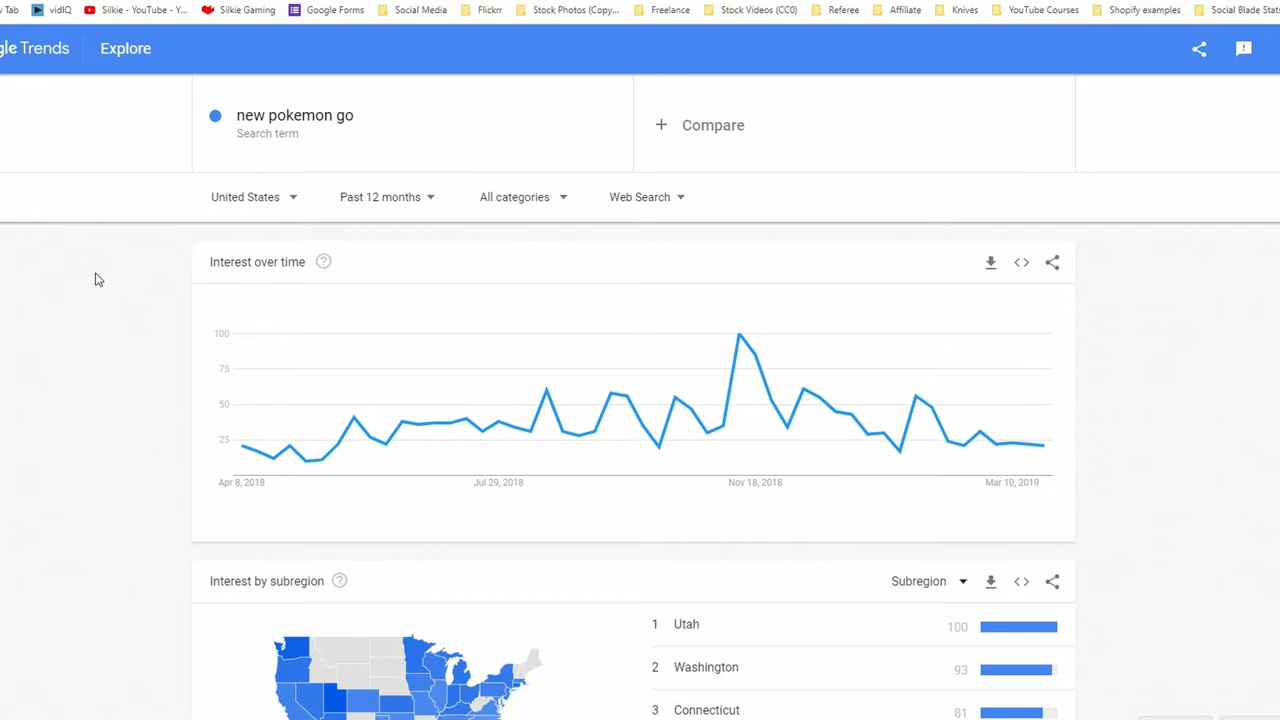 v Tab vidIQ Silkie - YouTube - Y... Silkie Gaming Google Forms Social Media Flickrr Stock Photos (Copy... Freelance Stock Videos (CC0) Referee Affiliate Knives YouTube Courses Shopify examples Social Blade Stats
gle Trends Explore
new pokemon go
Search term
+ Compare
United States Past 12 months All categories Web Search
Interest over time ?
100
75
50
25
Apr 8, 2018 Jul 29, 2018 Nov 18, 2018 Mar 10, 2019
Interest by subregion ? Subregion
1 Utah 100
2 Washington 93
3 Connecticut 81